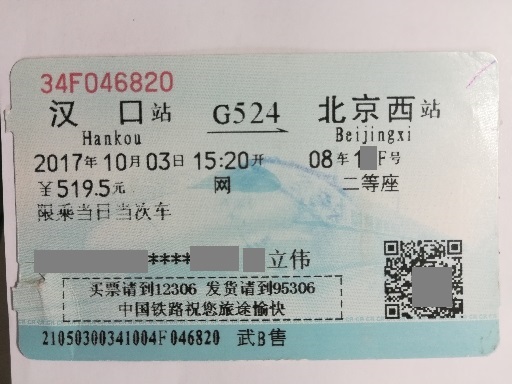 34F046820
汉口站 G524 北京西站
Hankou Beijingxi
2017年10月03日 15:20开 08车1 F号
¥519.5元 网 二等座
限乘当日当次车
**** 立伟
买票请到12306 发货请到95306
中国铁路祝您旅途愉快
21050300341004F046820 武B售